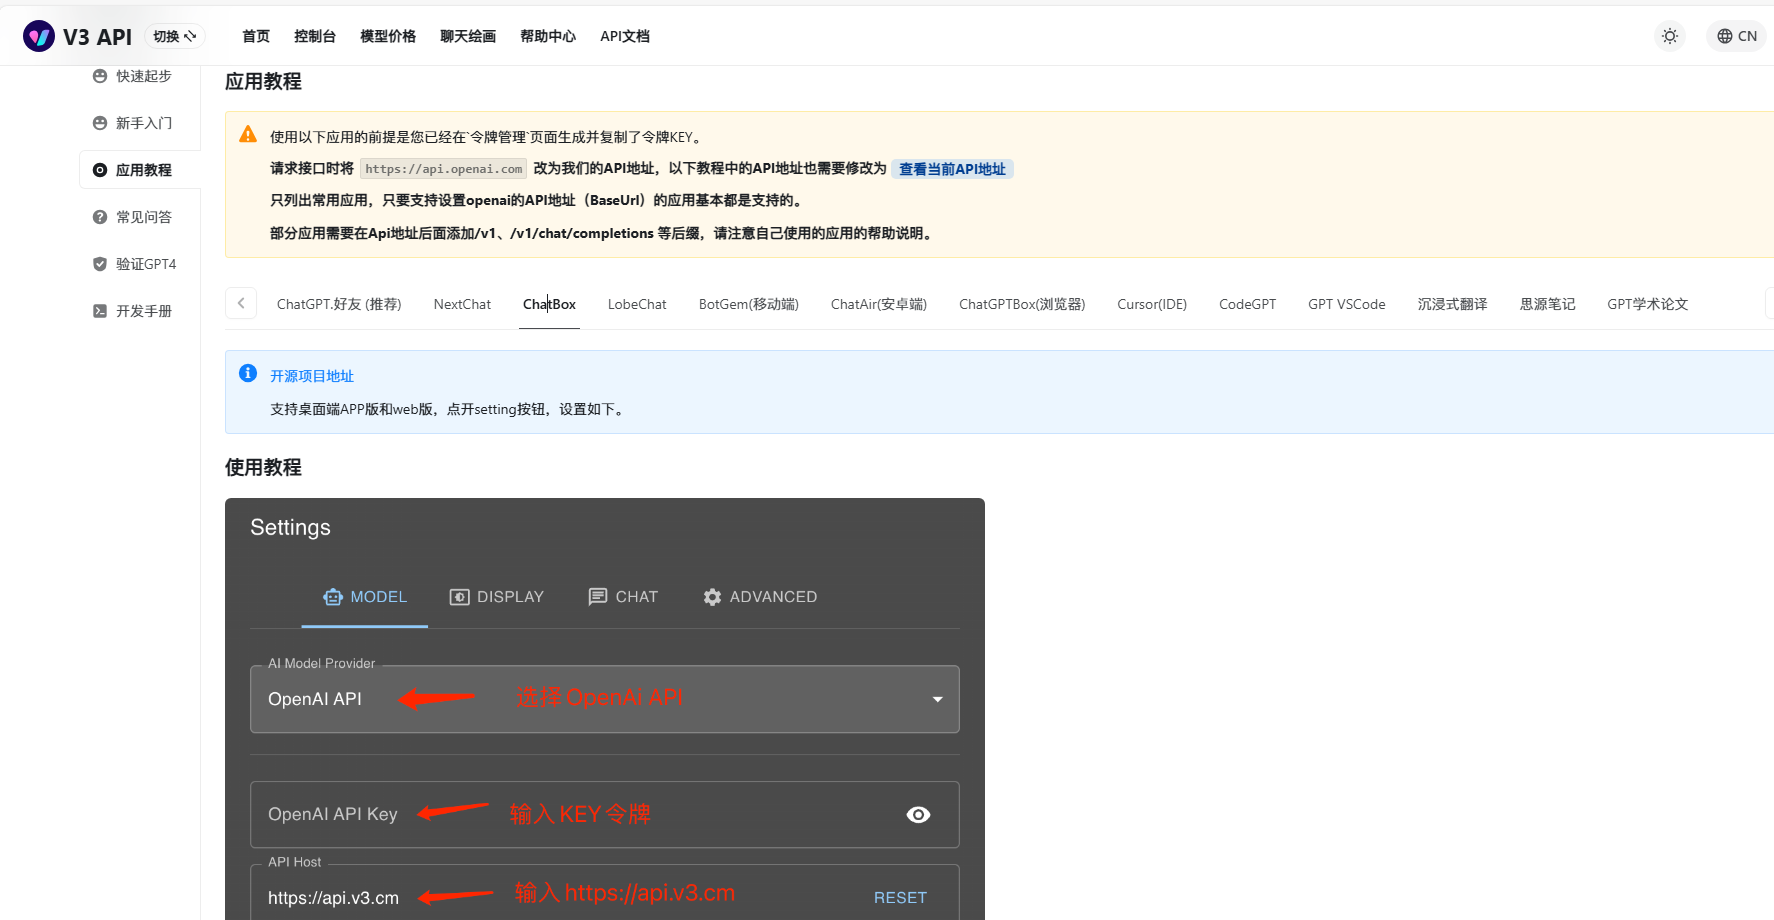 V3 API 切换 首页 控制台 模型价格 聊天绘画 帮助中心 API文档 CN
快速起步
新手入门
应用教程
常见问答
验证GPT4
开发手册
应用教程
使用以下应用的前提是您已经在`令牌管理`页面生成并复制了令牌KEY。
请求接口时将 https://api.openai.com 改为我们的API地址，以下教程中的API地址也需要修改为 查看当前API地址
只列出常用应用，只要支持设置openai的API地址（BaseUrl）的应用基本都是支持的。
部分应用需要在Api地址后面添加/v1、/v1/chat/completions 等后缀，请注意自己使用的应用的帮助说明。
ChatGPT.好友 (推荐) NextChat ChatBox LobeChat BotGem(移动端) ChatAir(安卓端) ChatGPTBox(浏览器) Cursor(IDE) CodeGPT GPT VSCode 沉浸式翻译 思源笔记 GPT学术论文
开源项目地址
支持桌面端APP版和web版，点开setting按钮，设置如下。
使用教程
Settings
MODEL DISPLAY CHAT ADVANCED
AI Model Provider
OpenAI API 选择 OpenAi API
OpenAI API Key 输入 KEY 令牌
API Host
https://api.v3.cm 输入 https://api.v3.cm RESET